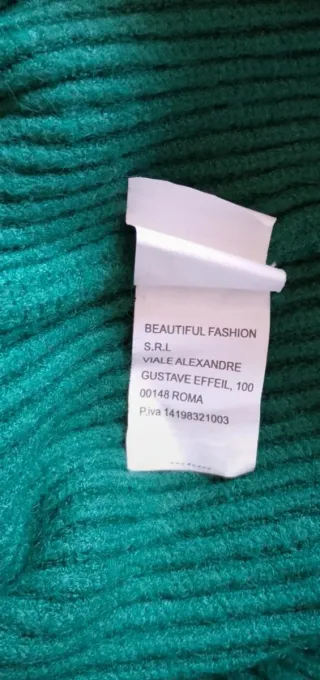 BEAUTIFUL FASHION
S.R.L
VIALE ALEXANDRE
GUSTAVE EFFEIL, 100
00148 ROMA
P.iva 14198321003